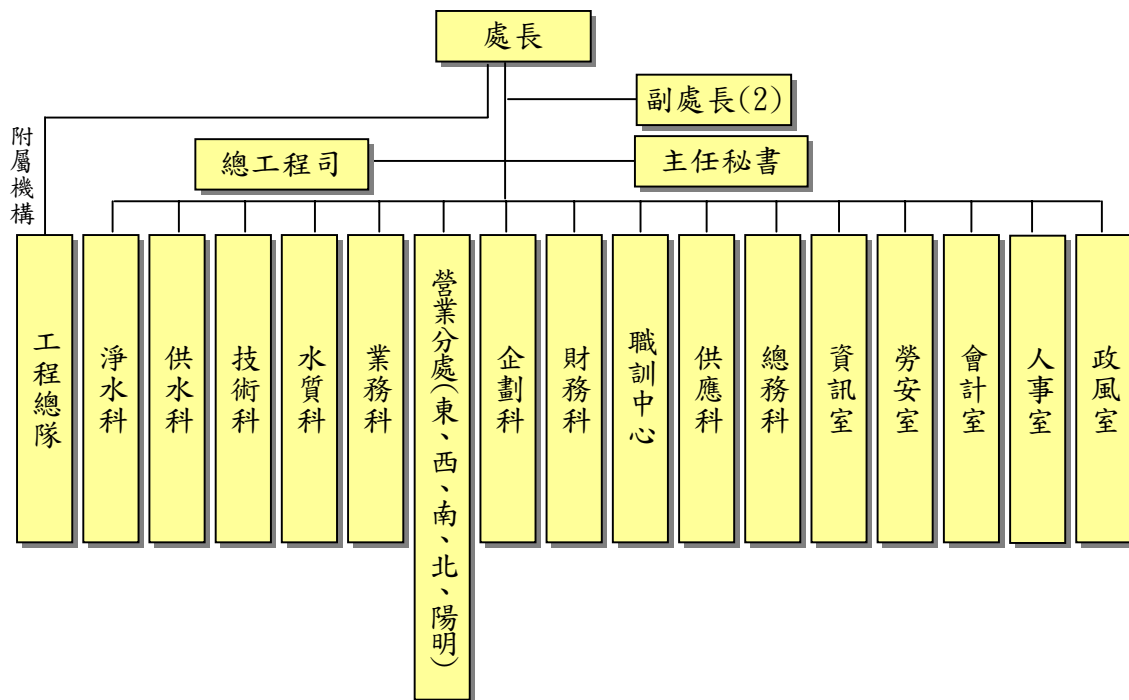 處長
副處長(2)
總工程司
主任秘書
附屬機構
工程總隊
淨水科
供水科
技術科
水質科
業務科
營業分處(東、西、南、北、陽明)
企劃科
財務科
職訓中心
供應科
總務科
資訊室
勞安室
會計室
人事室
政風室